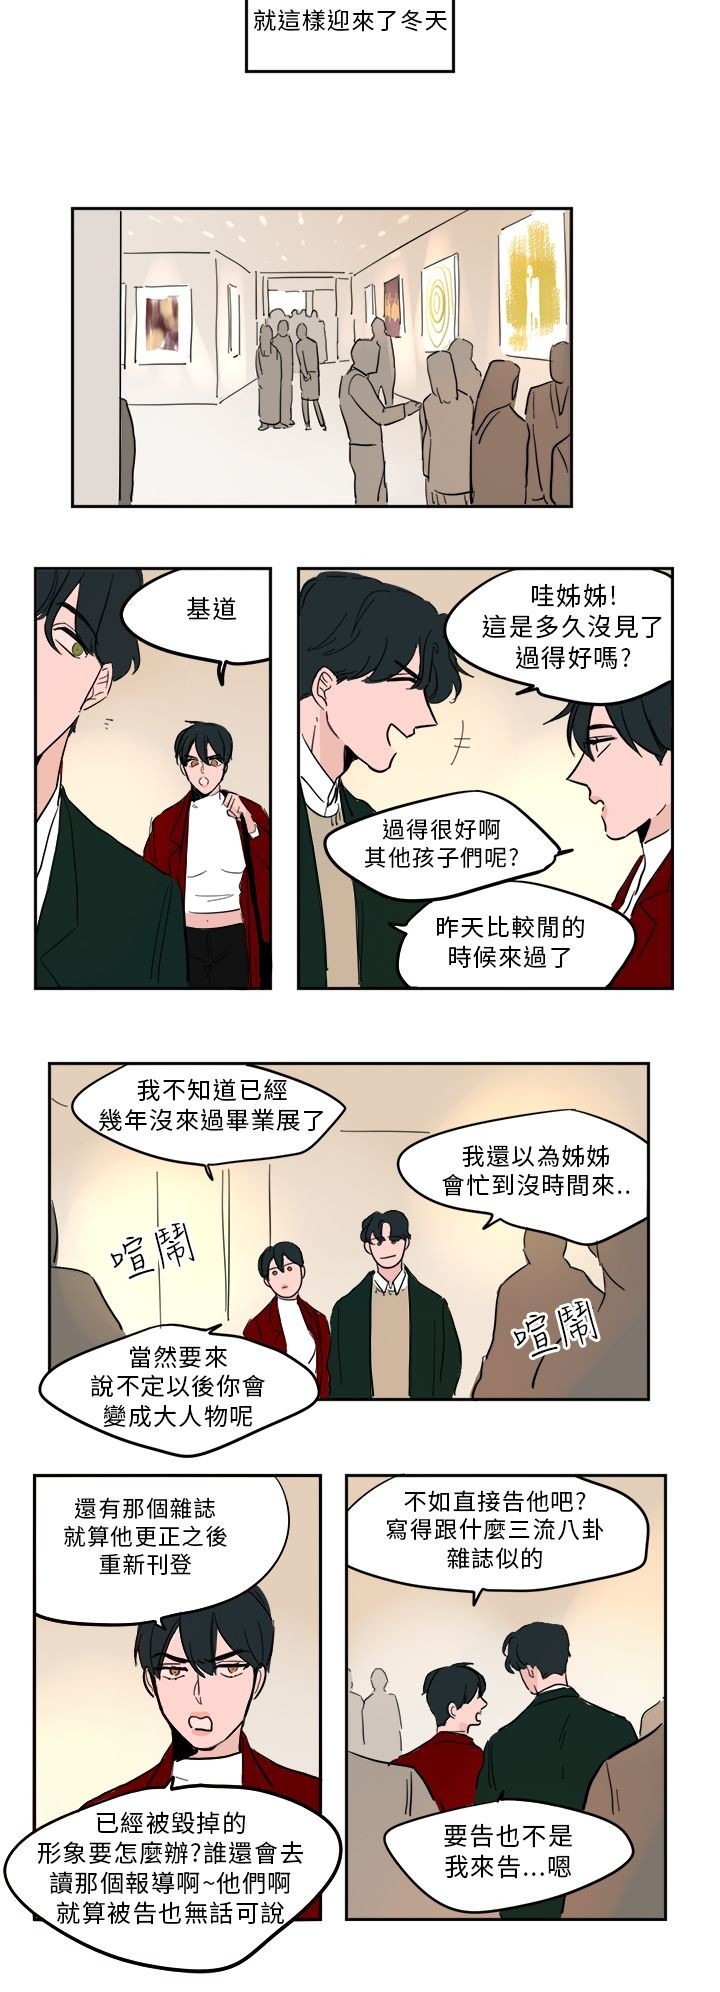 就這樣迎來了冬天
基道
哇姊姊!
這是多久沒見了
過得好嗎?
過得很好啊
其他孩子們呢?
昨天比較閒的
時候來過了
我不知道已經
幾年沒來過畢業展了
我還以為姊姊
會忙到沒時間來..
喧鬧
喧鬧
當然要來
說不定以後你會
變成大人物呢
還有那個雜誌
就算他更正之後
重新刊登
已經被毀掉的
形象要怎麼辦?誰還會去
讀那個報導啊~他們啊
就算被告也無話可說
不如直接告他吧?
寫得跟什麼三流八卦
雜誌似的
要告也不是
我來告...嗯